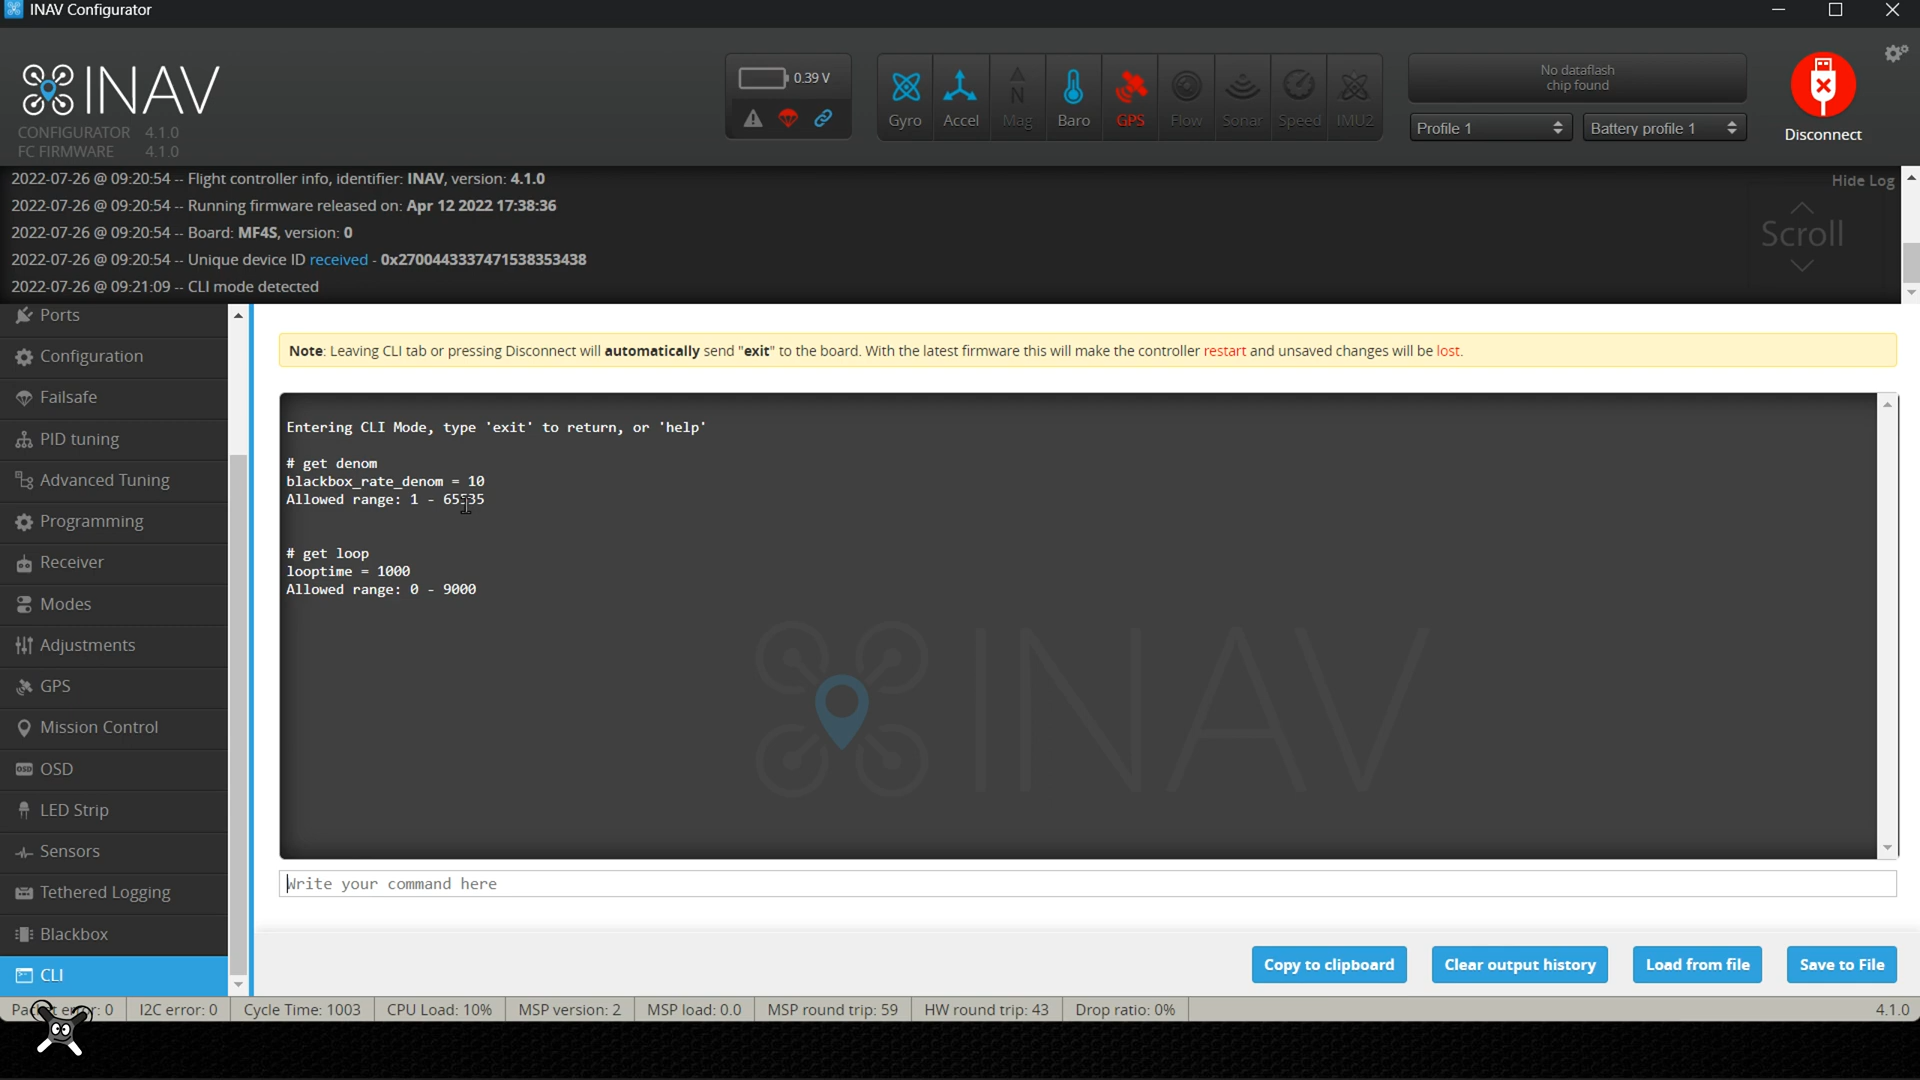 INAV Configurator
INAV
CONFIGURATOR 4.1.0
FC FIRMWARE 4.1.0
0.39 V
Gyro
Accel
Mag
Baro
GPS
Flow
Sonar
Speed
IMU2
No dataflash
chip found
Profile 1
Battery profile 1
Disconnect
2022-07-26 @ 09:20:54 -- Flight controller info, identifier: INAV, version: 4.1.0
2022-07-26 @ 09:20:54 -- Running firmware released on: Apr 12 2022 17:38:36
2022-07-26 @ 09:20:54 -- Board: MF4S, version: 0
2022-07-26 @ 09:20:54 -- Unique device ID received - 0x2700443337471538353438
2022-07-26 @ 09:21:09 -- CLI mode detected
Hide Log
Scroll
Ports
Configuration
Failsafe
PID tuning
Advanced Tuning
Programming
Receiver
Modes
Adjustments
GPS
Mission Control
OSD
LED Strip
Sensors
Tethered Logging
Blackbox
CLI
Note: Leaving CLI tab or pressing Disconnect will automatically send "exit" to the board. With the latest firmware this will make the controller restart and unsaved changes will be lost.
Entering CLI Mode, type 'exit' to return, or 'help'
# get denom
blackbox_rate_denom = 10
Allowed range: 1 - 65535
# get loop
looptime = 1000
Allowed range: 0 - 9000
INAV
Write your command here
Copy to clipboard
Clear output history
Load from file
Save to File
Packet error: 0
I2C error: 0
Cycle Time: 1003
CPU Load: 10%
MSP version: 2
MSP load: 0.0
MSP round trip: 59
HW round trip: 43
Drop ratio: 0%
4.1.0